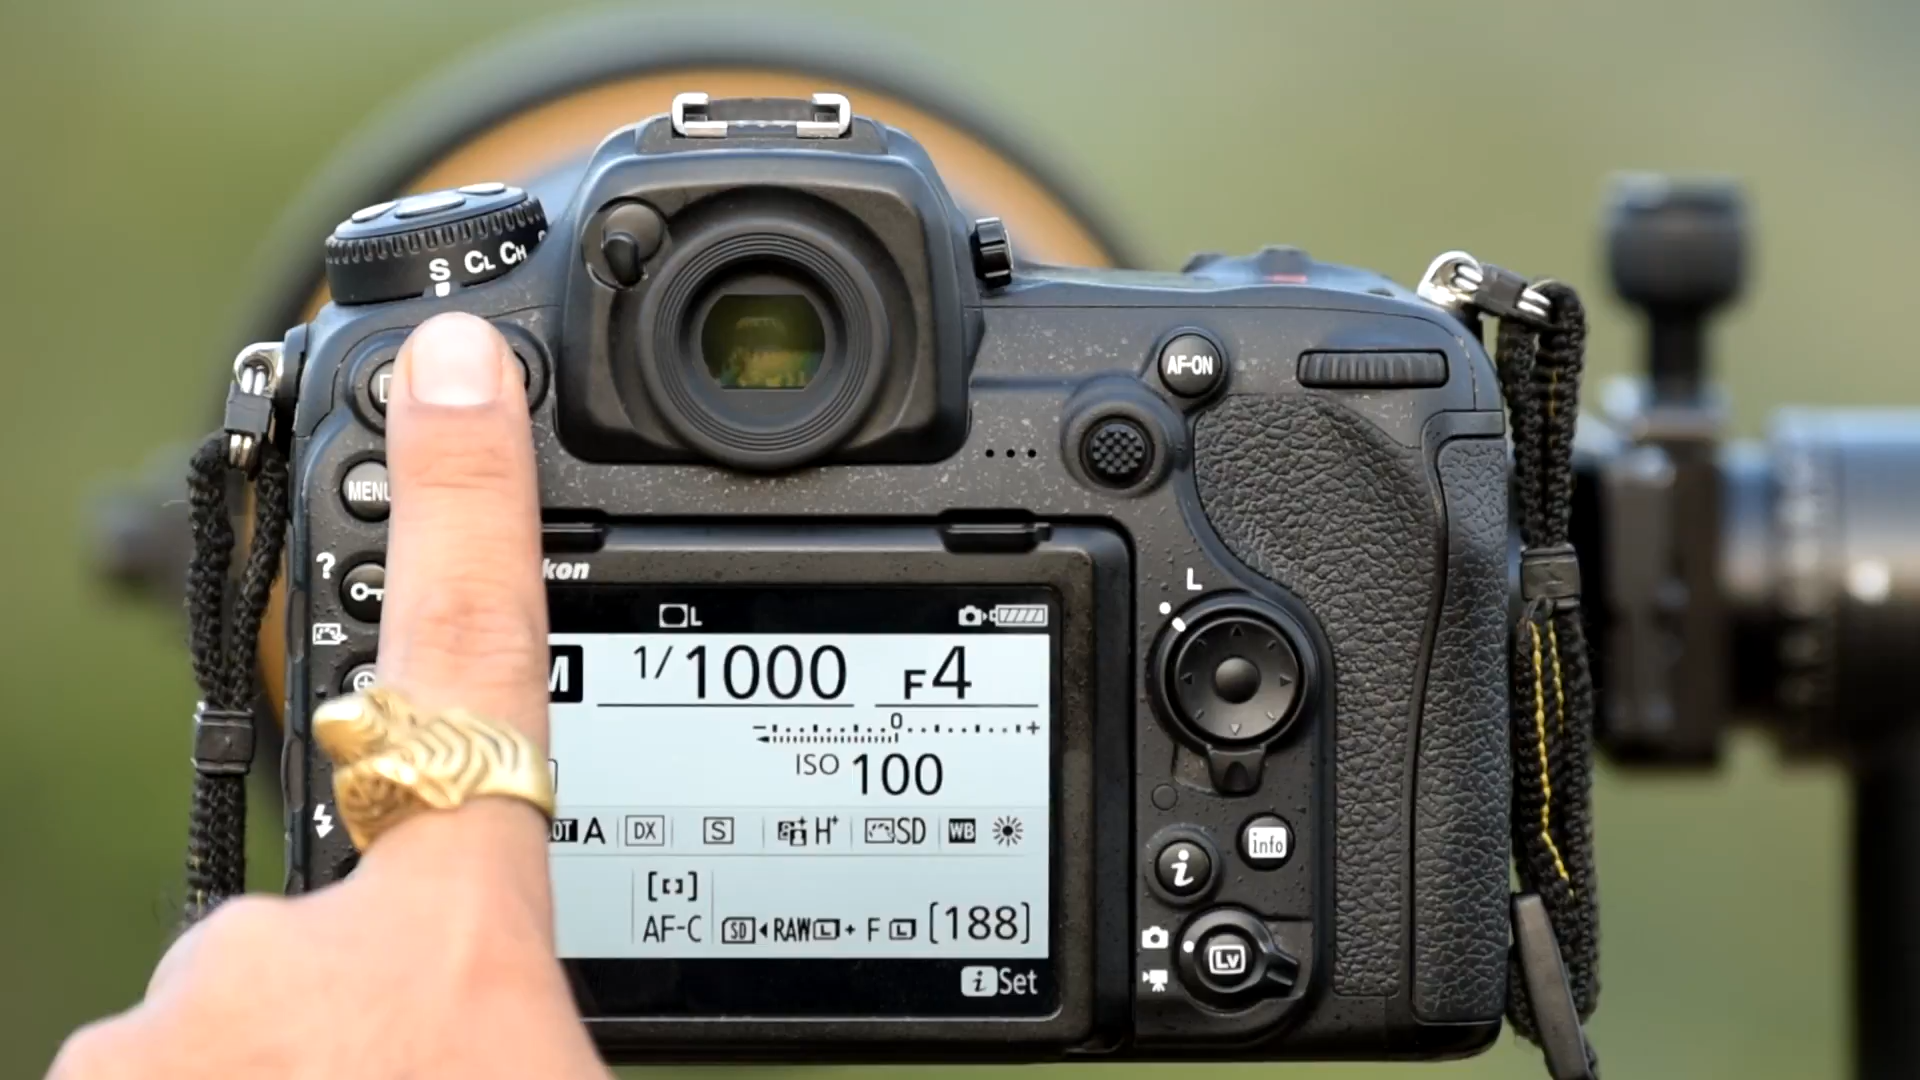 S CL CH
AF-ON
MENU
?
L
kon
L
M 1/1000 F4
- 0 +
ISO 100
A DX S H+ SD WB
info
i
AF-C SD RAW L + F L [188]
Lv
i Set